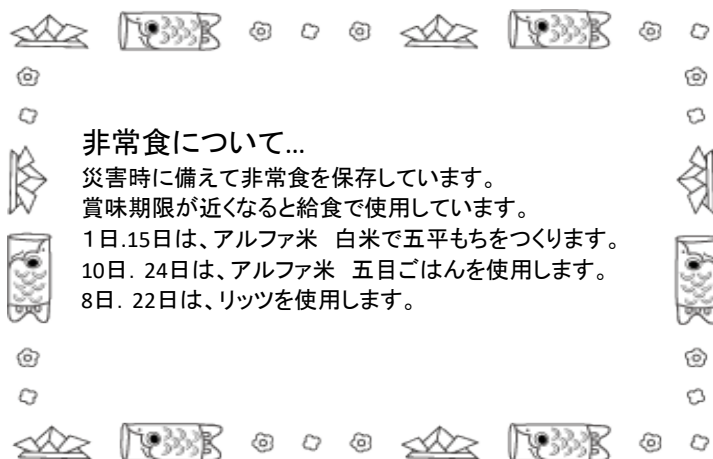 非常食について...
災害時に備えて非常食を保存しています。
賞味期限が近くなると給食で使用しています。
1日.15日は、アルファ米　白米で五平もちをつくります。
10日．24日は、アルファ米　五目ごはんを使用します。
8日．22日は、リッツを使用します。